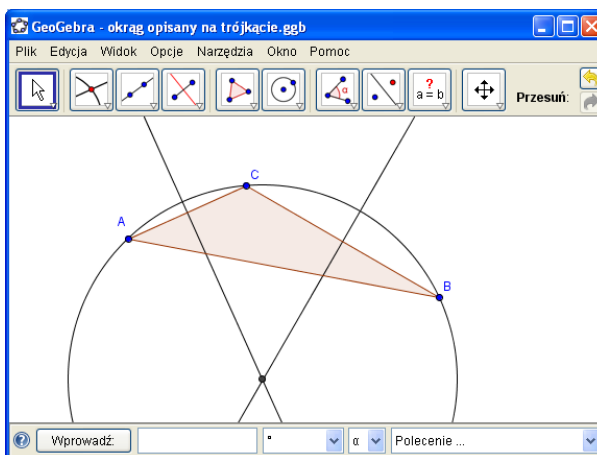 GeoGebra - okrąg opisany na trójkącie.ggb
Plik Edycja Widok Opcje Narzędzia Okno Pomoc
α
?
a = b
Przesuń:
C
A
B
Wprowadź:
°
α
Polecenie ...